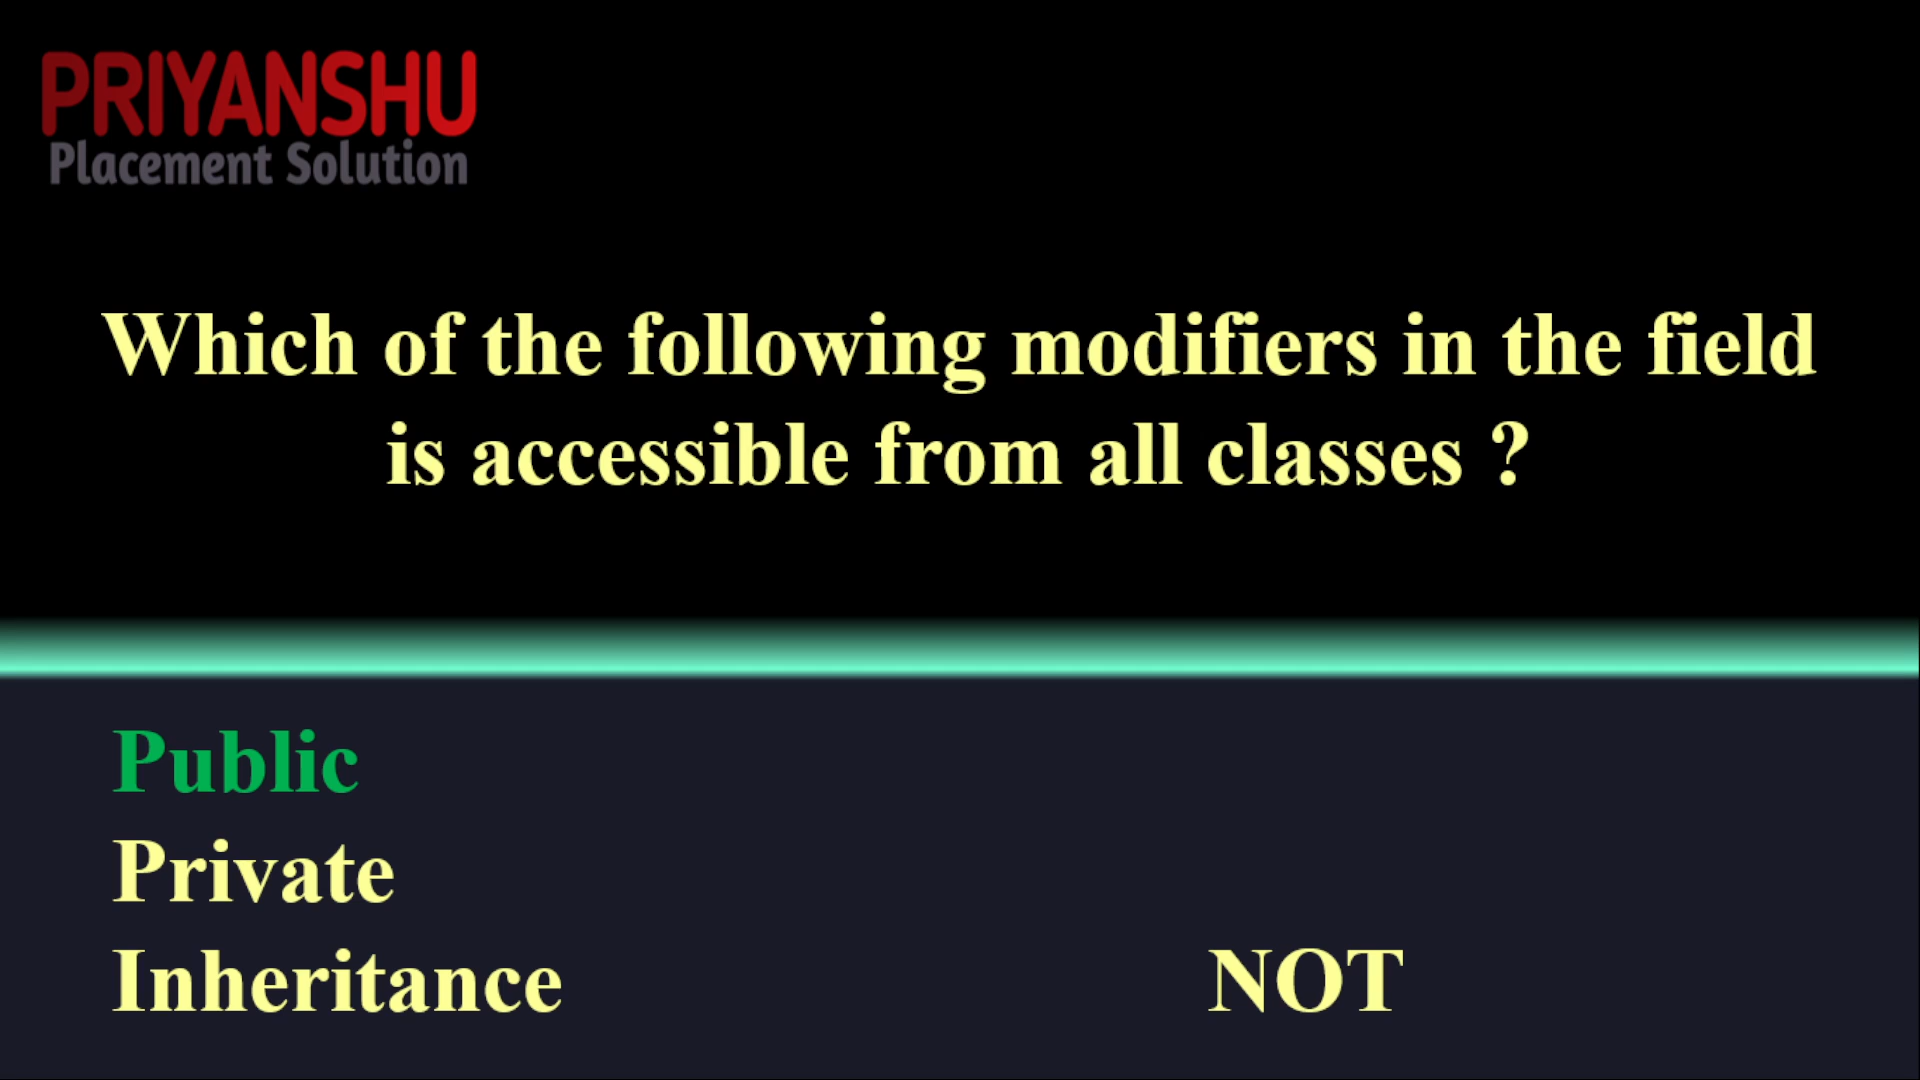 PRIYANSHU
Placement Solution
Which of the following modifiers in the field
is accessible from all classes ?
Public
Private
Inheritance NOT